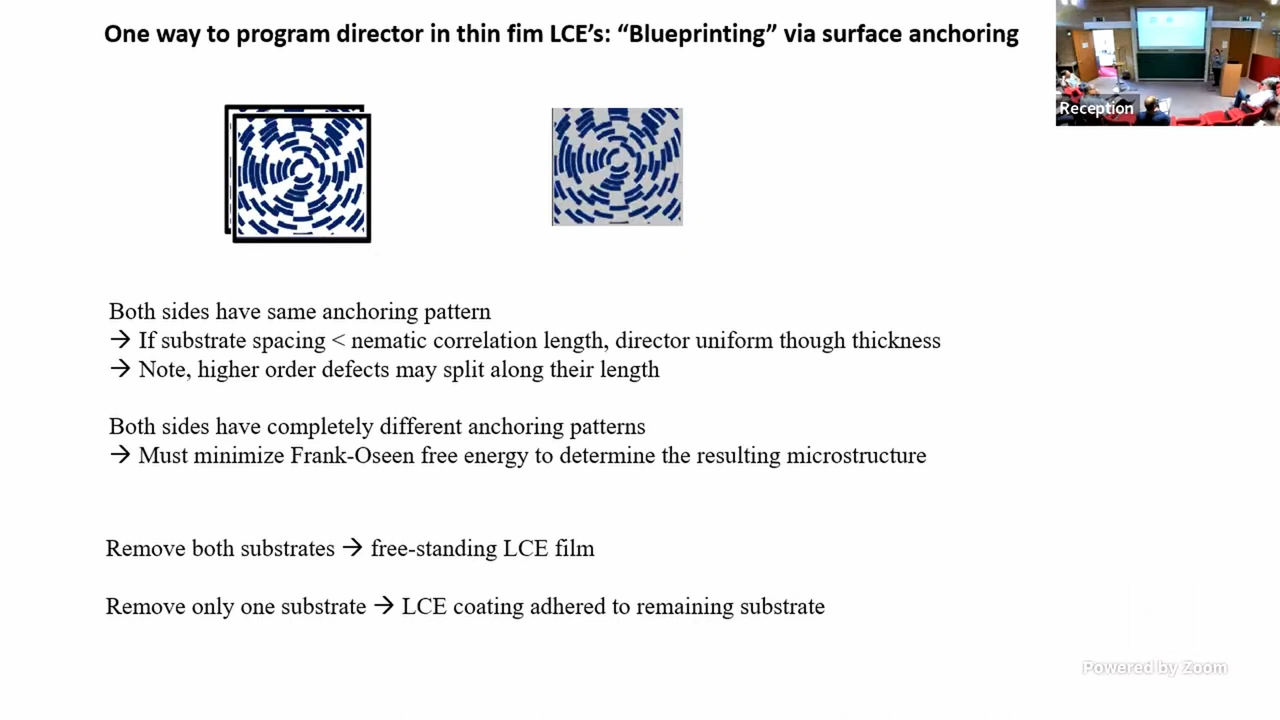 One way to program director in thin fim LCE's: “Blueprinting” via surface anchoring
Reception
Both sides have same anchoring pattern
→ If substrate spacing < nematic correlation length, director uniform though thickness
→ Note, higher order defects may split along their length
Both sides have completely different anchoring patterns
→ Must minimize Frank-Oseen free energy to determine the resulting microstructure
Remove both substrates → free-standing LCE film
Remove only one substrate → LCE coating adhered to remaining substrate
Powered by Zoom